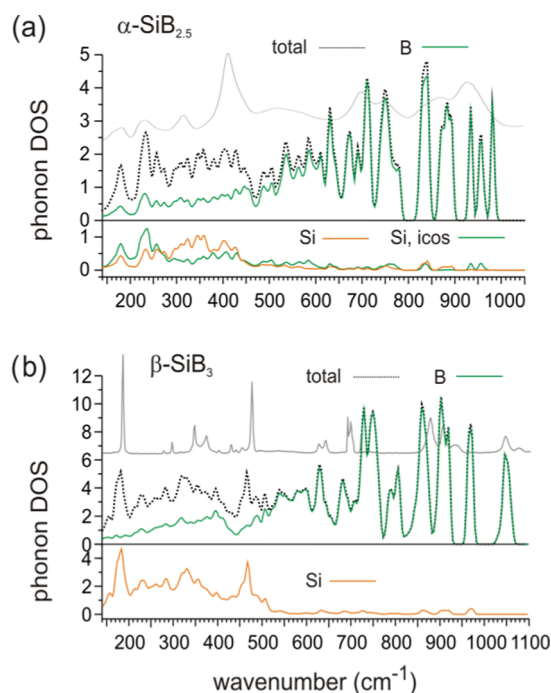 (a) α-SiB2.5
total B
5
4
3
2
1
0
phonon DOS
Si Si, icos
1
0
200 300 400 500 600 700 800 900 1000
(b) β-SiB3
total B
12
10
8
6
4
2
0
phonon DOS
Si
4
2
0
200 300 400 500 600 700 800 900 1000 1100
wavenumber (cm-1)